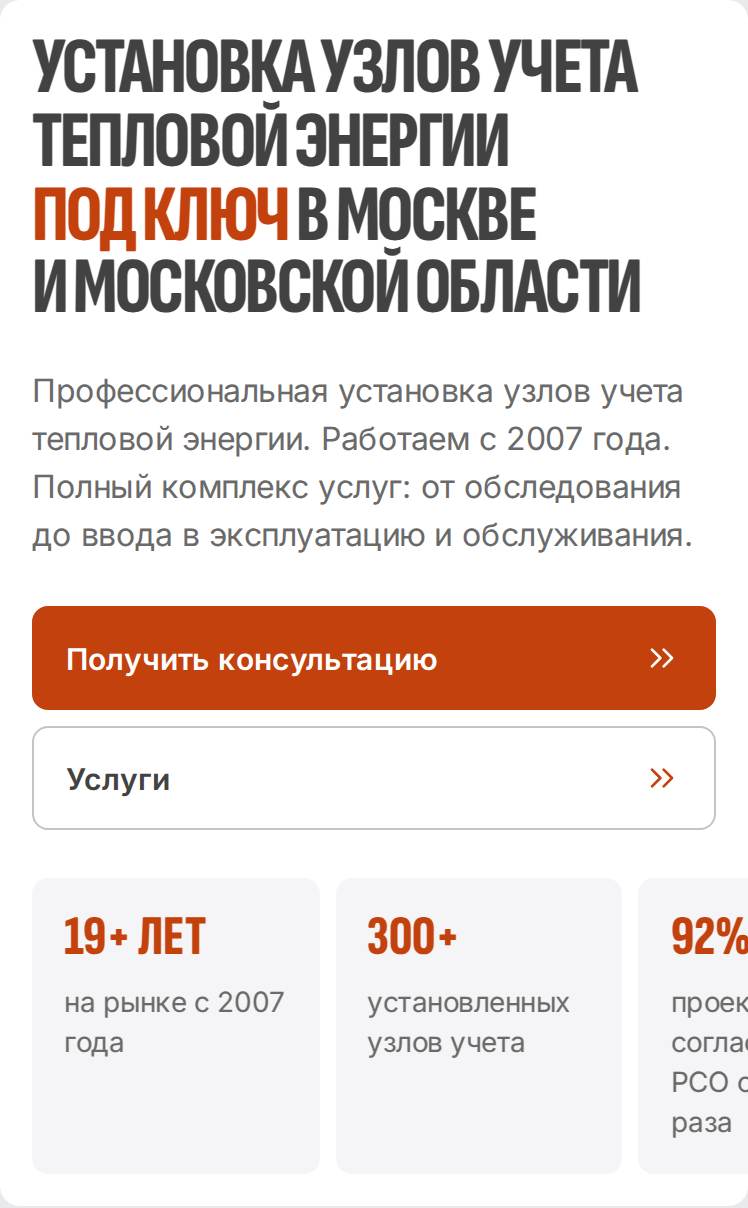 УСТАНОВКА УЗЛОВ УЧЕТА
ТЕПЛОВОЙ ЭНЕРГИИ
ПОД КЛЮЧ В МОСКВЕ
И МОСКОВСКОЙ ОБЛАСТИ
Профессиональная установка узлов учета
тепловой энергии. Работаем с 2007 года.
Полный комплекс услуг: от обследования
до ввода в эксплуатацию и обслуживания.
Получить консультацию
Услуги
19+ ЛЕТ
на рынке с 2007
года
300+
установленных
узлов учета
92%
РСО
раза